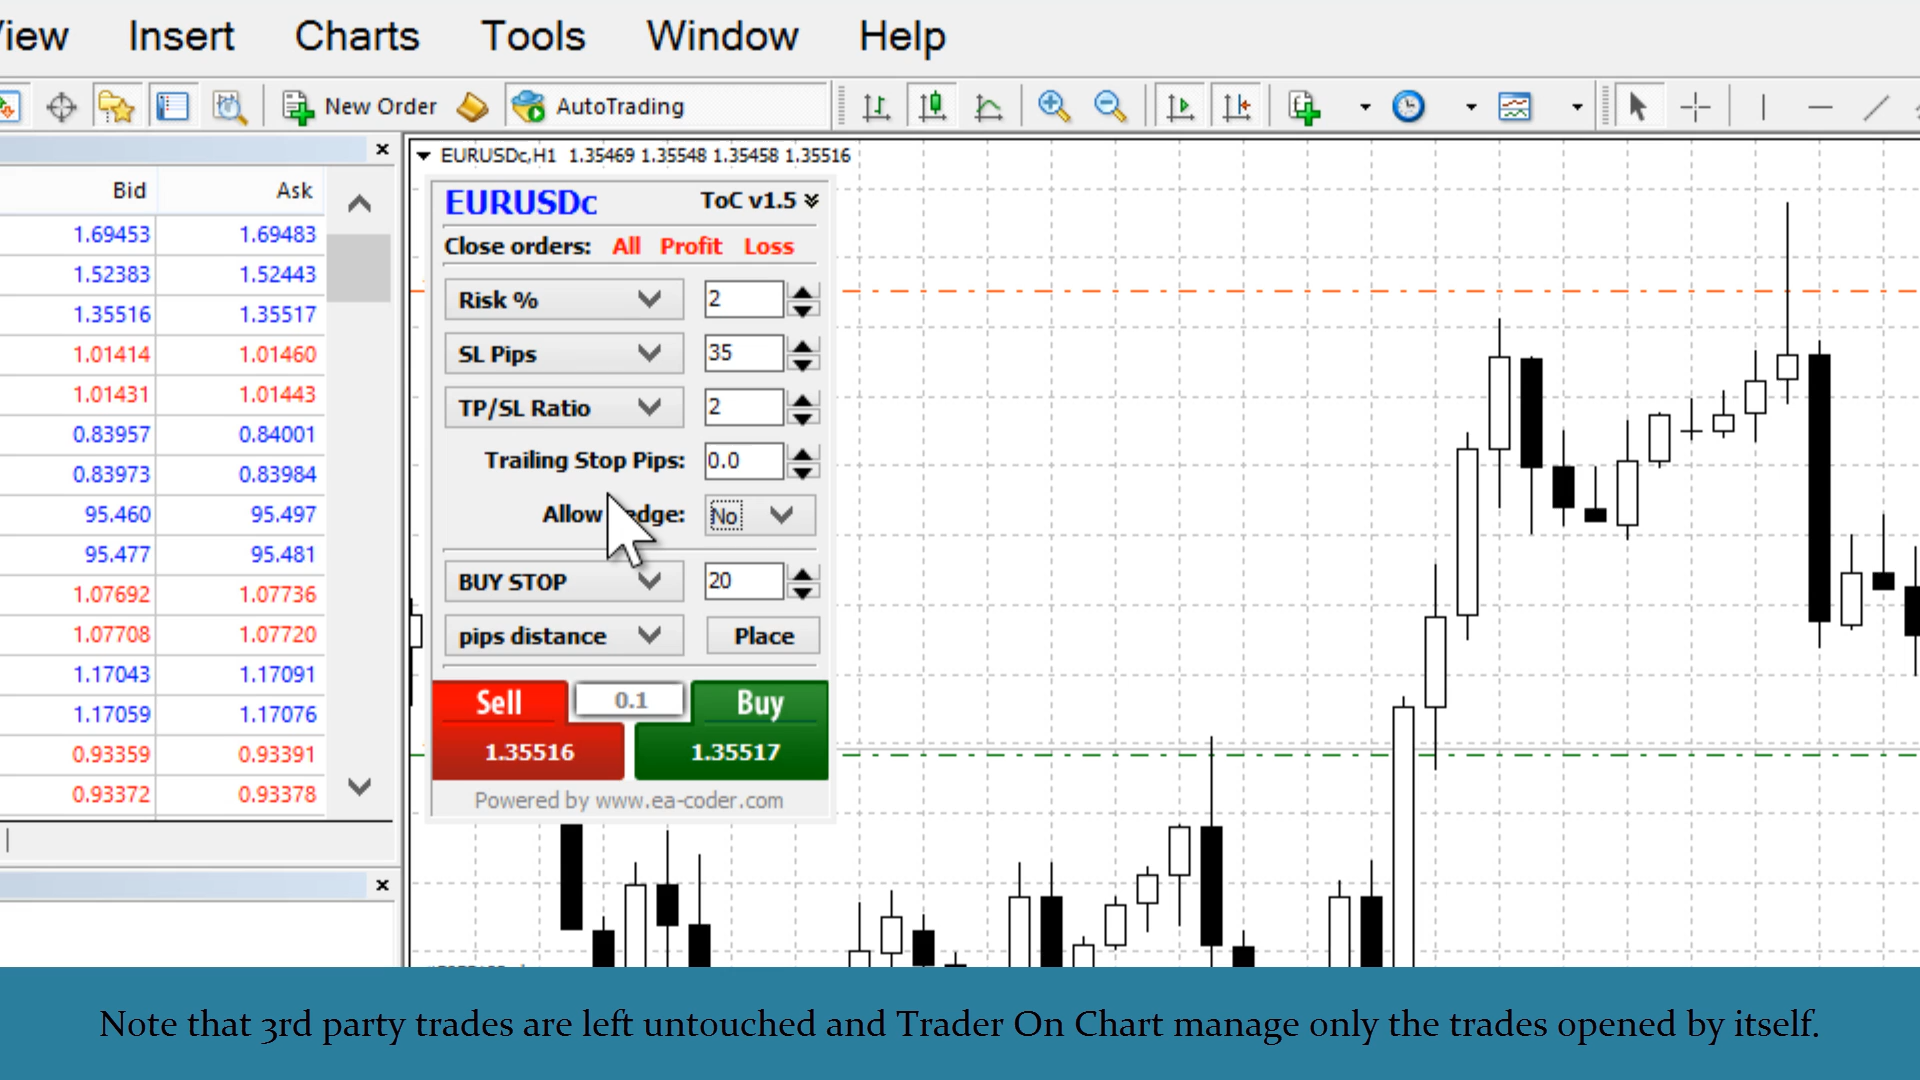 View Insert Charts Tools Window Help
New Order AutoTrading
Bid Ask
1.69453 1.69483
1.52383 1.52443
1.35516 1.35517
1.01414 1.01460
1.01431 1.01443
0.83957 0.84001
0.83973 0.83984
95.460 95.497
95.477 95.481
1.07692 1.07736
1.07708 1.07720
1.17043 1.17091
1.17059 1.17076
0.93359 0.93391
0.93372 0.93378
EURUSDc,H1 1.35469 1.35548 1.35458 1.35516
EURUSDc ToC v1.5
Close orders: All Profit Loss
Risk % 2
SL Pips 35
TP/SL Ratio 2
Trailing Stop Pips: 0.0
Allow edge: No
BUY STOP 20
pips distance Place
Sell 0.1 Buy
1.35516 1.35517
Powered by www.ea-coder.com
Note that 3rd party trades are left untouched and Trader On Chart manage only the trades opened by itself.